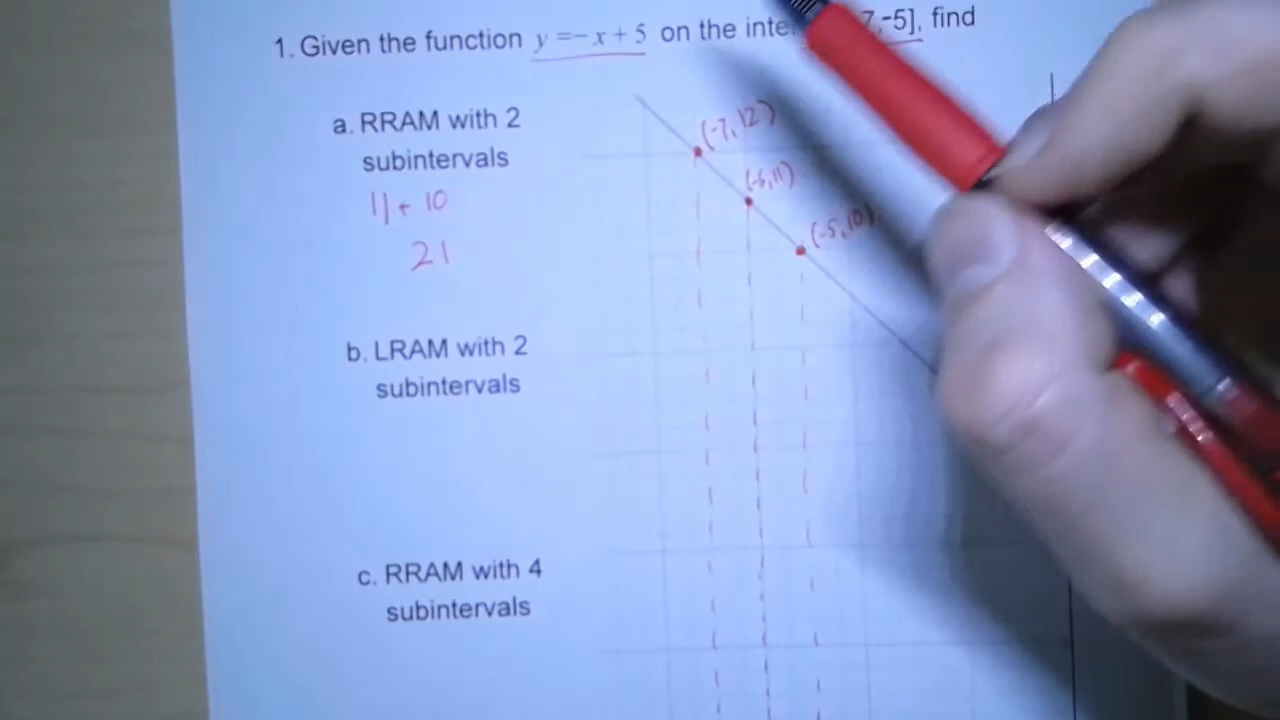 1. Given the function y = − x + 5 on the 7,-5], find
a. RRAM with 2
subintervals
11 + 10
21
(-7,12)
(-6,11)
(-5,10)
b. LRAM with 2
subintervals
c. RRAM with 4
subintervals